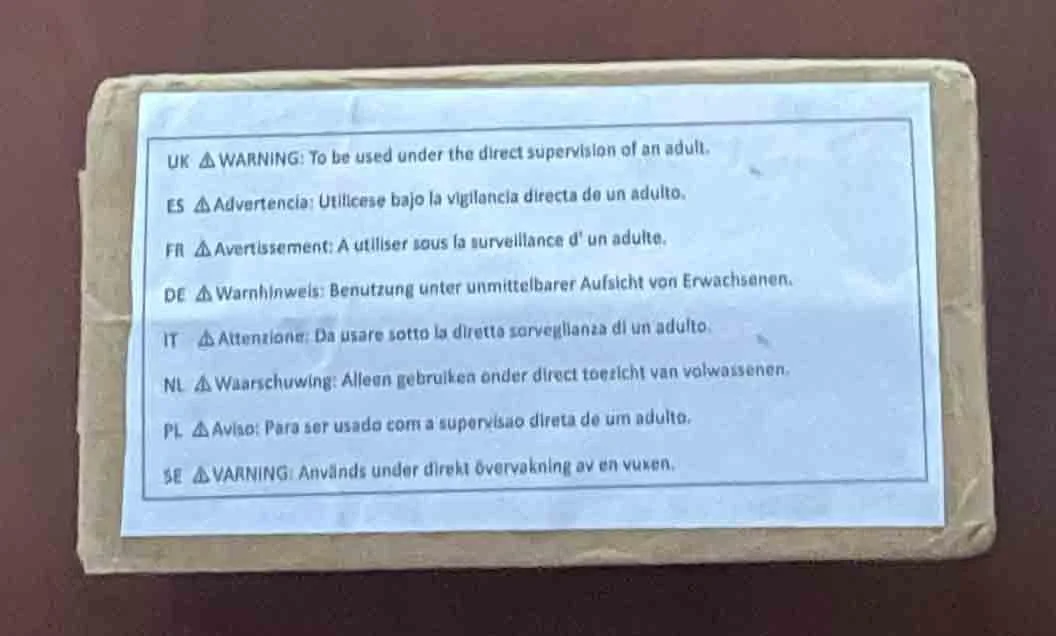 UK ⚠ WARNING: To be used under the direct supervision of an adult.
ES ⚠ Advertencia: Utilicese bajo la vigilancia directa de un adulto.
FR ⚠ Avertissement: A utiliser sous la surveillance d' un adulte.
DE ⚠ Warnhinweis: Benutzung unter unmittelbarer Aufsicht von Erwachsenen.
IT ⚠ Attenzione: Da usare sotto la diretta sorveglianza di un adulto.
NL ⚠ Waarschuwing: Alleen gebruiken onder direct toezicht van volwassenen.
PL ⚠ Aviso: Para ser usado com a supervisao direta de um adulto.
SE ⚠ VARNING: Används under direkt övervakning av en vuxen.